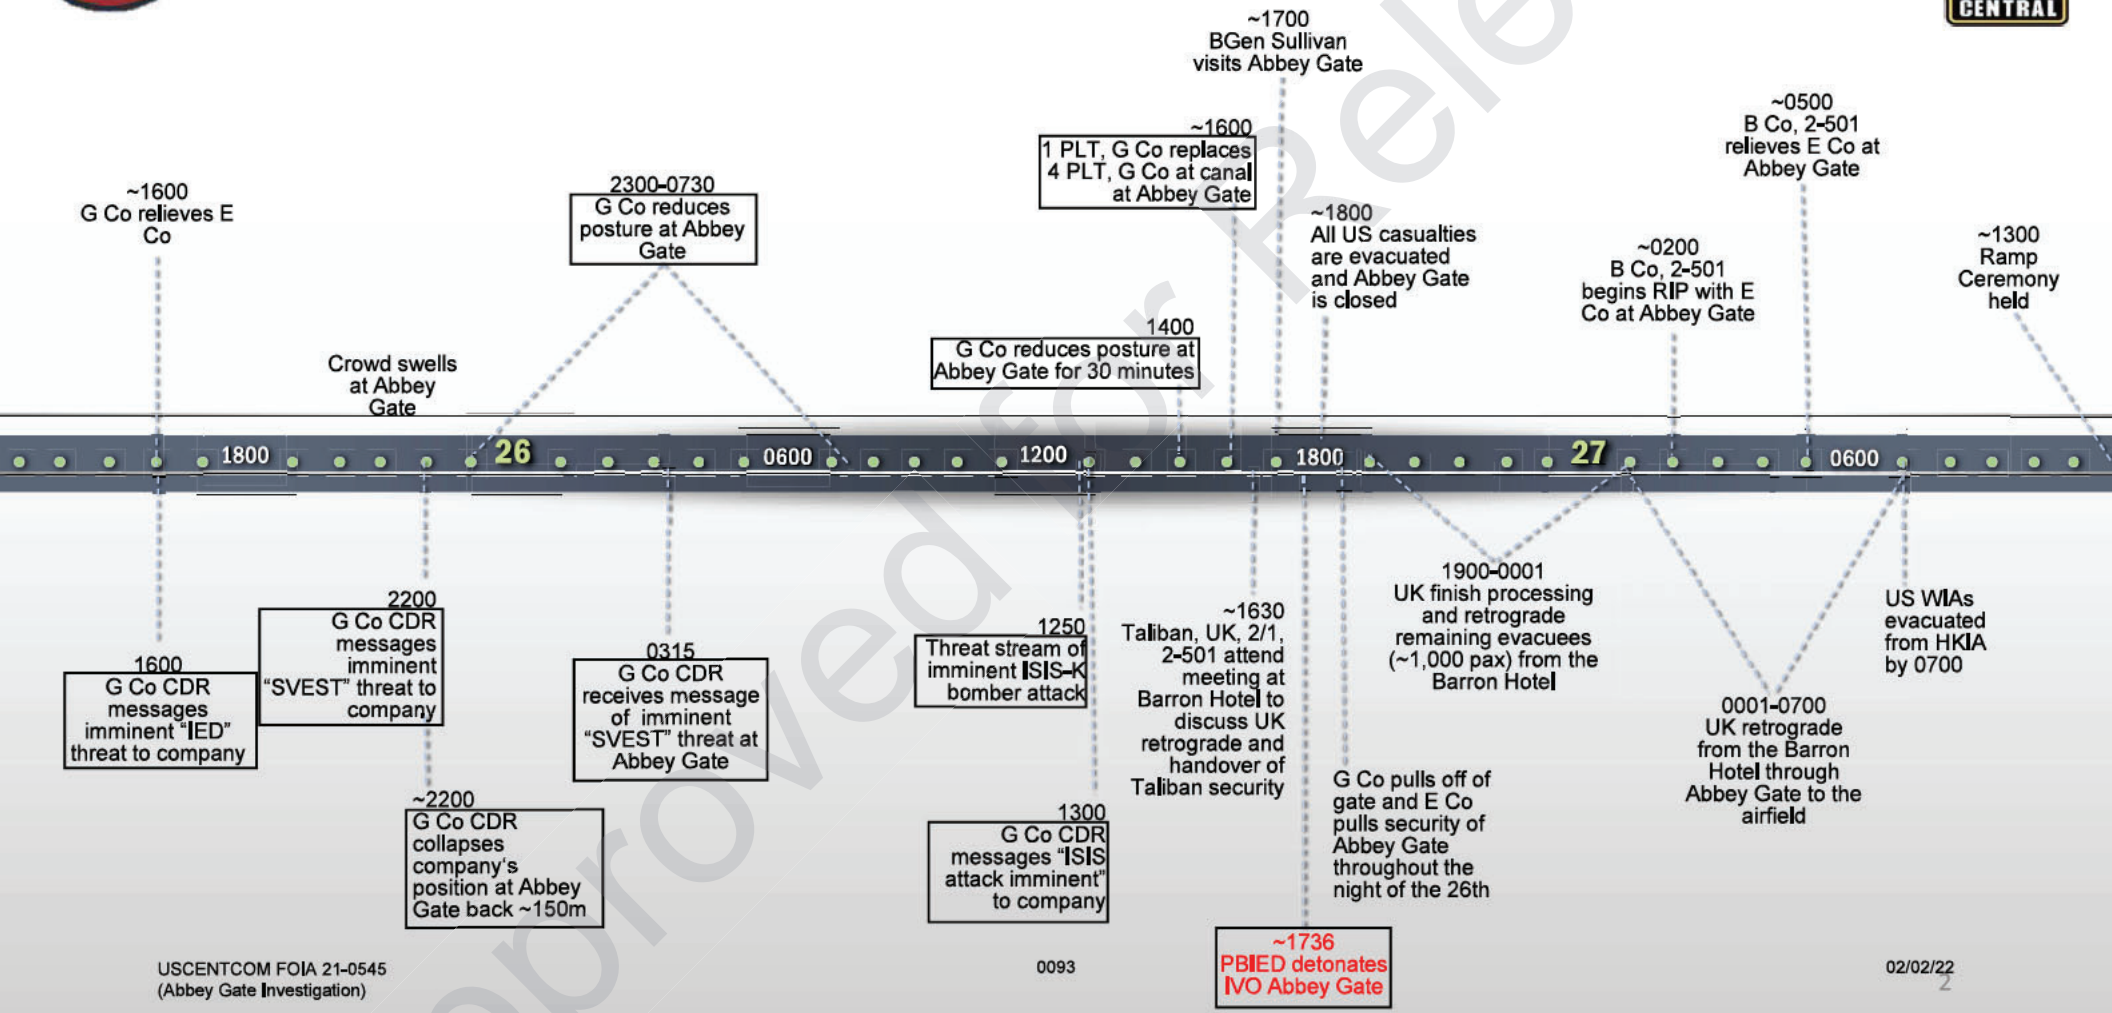 CENTRAL
~1700
BGen Sullivan
visits Abbey Gate
~1600
1 PLT, G Co replaces
4 PLT, G Co at canal
at Abbey Gate
~0500
B Co, 2-501
relieves E Co at
Abbey Gate
~1600
G Co relieves E
Co
2300-0730
G Co reduces
posture at Abbey
Gate
~1800
All US casualties
are evacuated
and Abbey Gate
is closed
~0200
B Co, 2-501
begins RIP with E
Co at Abbey Gate
~1300
Ramp
Ceremony
held
1400
G Co reduces posture at
Abbey Gate for 30 minutes
Crowd swells
at Abbey
Gate
1800
26
0600
1200
1800
27
0600
1600
G Co CDR
messages
imminent “IED”
threat to company
2200
G Co CDR
messages
imminent
“SVEST” threat to
company
~2200
G Co CDR
collapses
company's
position at Abbey
Gate back ~150m
0315
G Co CDR
receives message
of imminent
“SVEST” threat at
Abbey Gate
1250
Threat stream of
imminent ISIS-K
bomber attack
1300
G Co CDR
messages “ISIS
attack imminent”
to company
~1630
Taliban, UK, 2/1,
2-501 attend
meeting at
Barron Hotel to
discuss UK
retrograde and
handover of
Taliban security
~1736
PBIED detonates
IVO Abbey Gate
G Co pulls off of
gate and E Co
pulls security of
Abbey Gate
throughout the
night of the 26th
1900-0001
UK finish processing
and retrograde
remaining evacuees
(~1,000 pax) from the
Barron Hotel
0001-0700
UK retrograde
from the Barron
Hotel through
Abbey Gate to the
airfield
US WIAs
evacuated
from HKIA
by 0700
USCENTCOM FOIA 21-0545
(Abbey Gate Investigation)
0093
02/02/22
2
proved for Rele